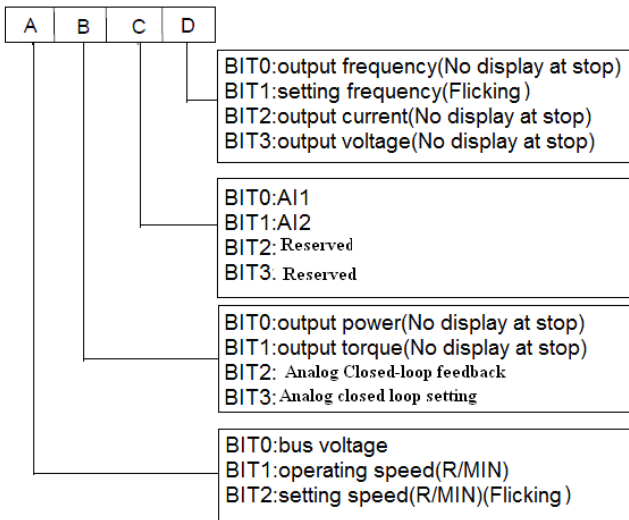 A B C D
BIT0:output frequency(No display at stop)
BIT1:setting frequency(Flicking)
BIT2:output current(No display at stop)
BIT3:output voltage(No display at stop)
BIT0:AI1
BIT1:AI2
BIT2: Reserved
BIT3: Reserved
BIT0:output power(No display at stop)
BIT1:output torque(No display at stop)
BIT2: Analog Closed-loop feedback
BIT3: Analog closed loop setting
BIT0:bus voltage
BIT1:operating speed(R/MIN)
BIT2:setting speed(R/MIN)(Flicking)